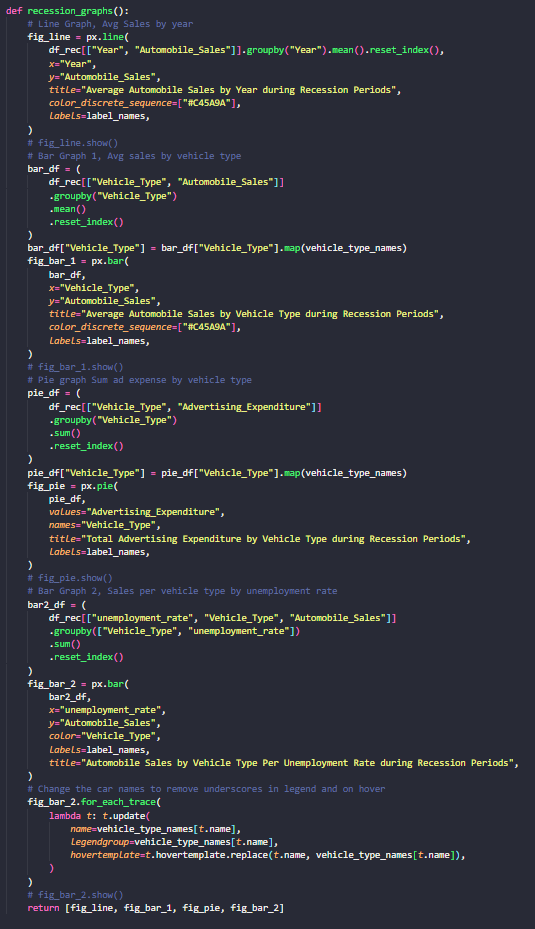 def recession_graphs():
    # Line Graph, Avg Sales by year
    fig_line = px.line(
        df_rec[["Year", "Automobile_Sales"]].groupby("Year").mean().reset_index(),
        x="Year",
        y="Automobile_Sales",
        title="Average Automobile Sales by Year during Recession Periods",
        color_discrete_sequence=["#C45A9A"],
        labels=label_names,
    )
    # fig_line.show()
    # Bar Graph 1, Avg sales by vehicle type
    bar_df = (
        df_rec[["Vehicle_Type", "Automobile_Sales"]]
        .groupby("Vehicle_Type")
        .mean()
        .reset_index()
    )
    bar_df["Vehicle_Type"] = bar_df["Vehicle_Type"].map(vehicle_type_names)
    fig_bar_1 = px.bar(
        bar_df,
        x="Vehicle_Type",
        y="Automobile_Sales",
        title="Average Automobile Sales by Vehicle Type during Recession Periods",
        color_discrete_sequence=["#C45A9A"],
        labels=label_names,
    )
    # fig_bar_1.show()
    # Pie graph Sum ad expense by vehicle type
    pie_df = (
        df_rec[["Vehicle_Type", "Advertising_Expenditure"]]
        .groupby("Vehicle_Type")
        .sum()
        .reset_index()
    )
    pie_df["Vehicle_Type"] = pie_df["Vehicle_Type"].map(vehicle_type_names)
    fig_pie = px.pie(
        pie_df,
        values="Advertising_Expenditure",
        names="Vehicle_Type",
        title="Total Advertising Expenditure by Vehicle Type during Recession Periods",
        labels=label_names,
    )
    # fig_pie.show()
    # Bar Graph 2, Sales per vehicle type by unemployment rate
    bar2_df = (
        df_rec[["unemployment_rate", "Vehicle_Type", "Automobile_Sales"]]
        .groupby(["Vehicle_Type", "unemployment_rate"])
        .sum()
        .reset_index()
    )
    fig_bar_2 = px.bar(
        bar2_df,
        x="unemployment_rate",
        y="Automobile_Sales",
        color="Vehicle_Type",
        labels=label_names,
        title="Automobile Sales by Vehicle Type Per Unemployment Rate during Recession Periods",
    )
    # Change the car names to remove underscores in legend and on hover
    fig_bar_2.for_each_trace(
        lambda t: t.update(
            name=vehicle_type_names[t.name],
            legendgroup=vehicle_type_names[t.name],
            hovertemplate=t.hovertemplate.replace(t.name, vehicle_type_names[t.name]),
        )
    )
    # fig_bar_2.show()
    return [fig_line, fig_bar_1, fig_pie, fig_bar_2]